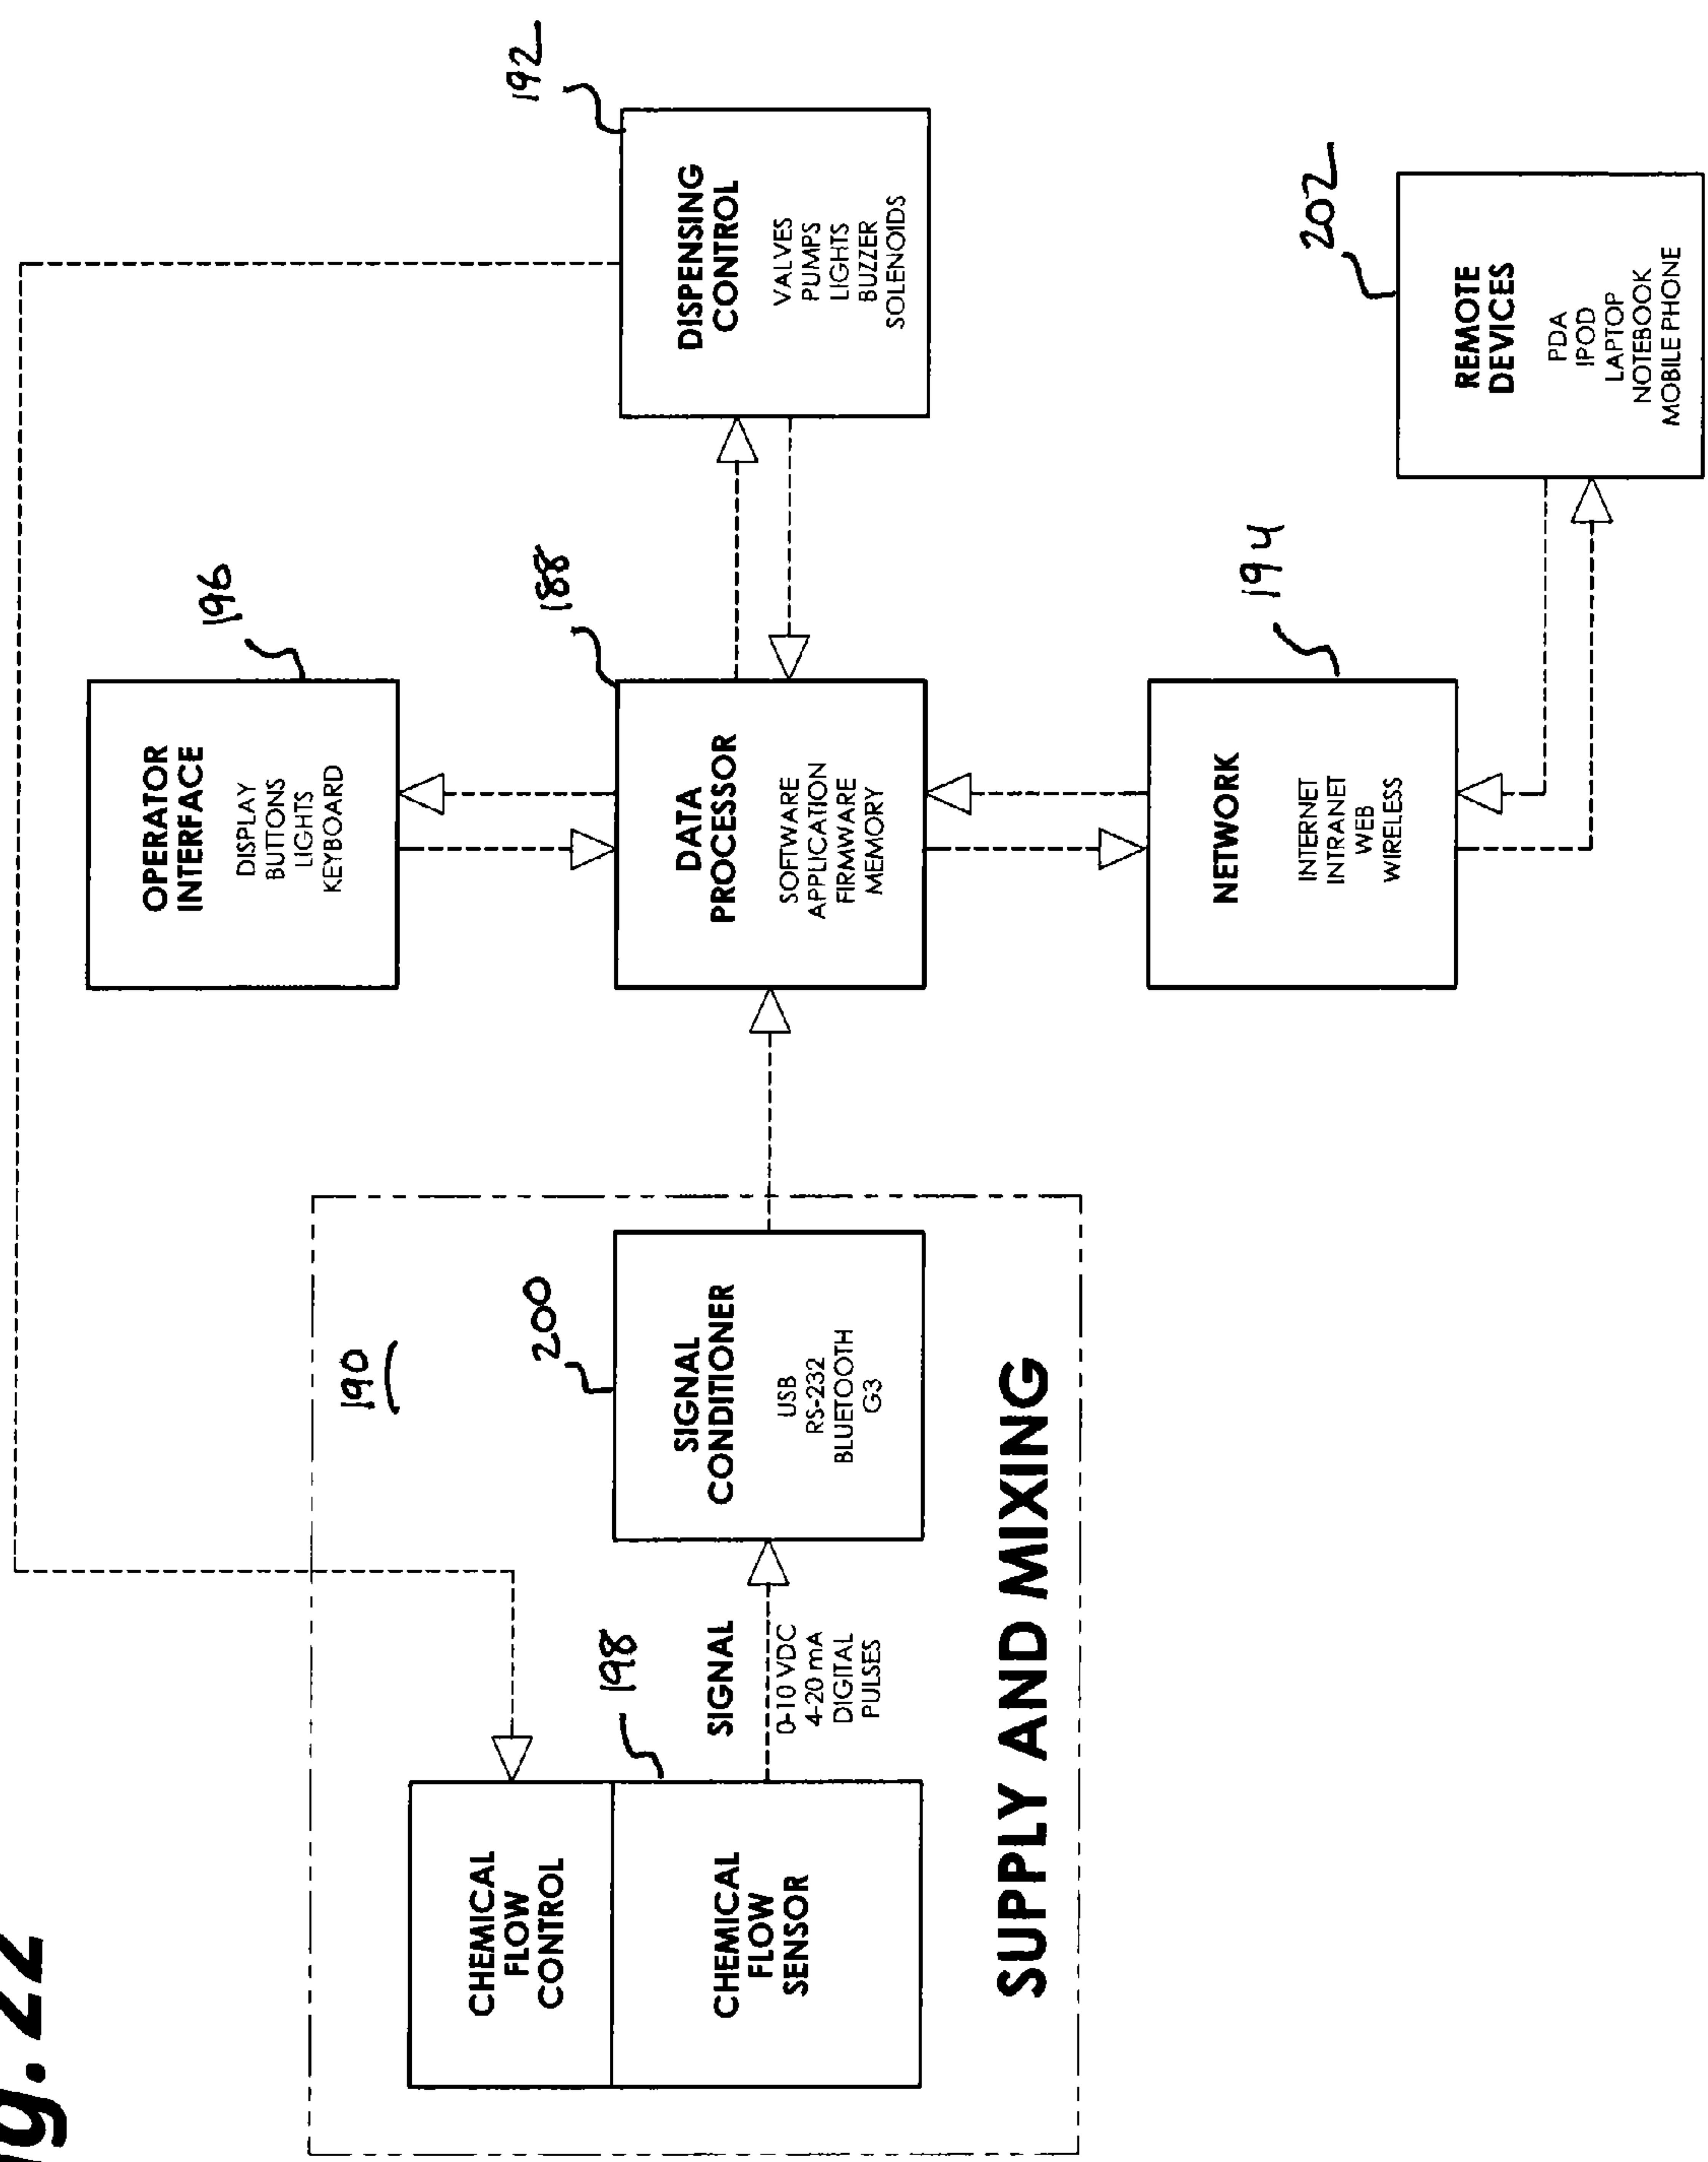 ig. 22
192
196
188
DISPENSING
CONTROL
VALVES
PUMPS
LIGHTS
BUZZER
SOLENOIDS
OPERATOR
INTERFACE
DISPLAY
BUTTONS
LIGHTS
KEYBOARD
DATA
PROCESSOR
SOFTWARE
APPLICATION
FIRMWARE
MEMORY
202
REMOTE
DEVICES
PDA
IPOD
LAPTOP
NOTEBOOK
MOBILE PHONE
194
NETWORK
INTERNET
INTRANET
WEB
WIRELESS
190
200
SIGNAL
CONDITIONER
USB
RS-232
BLUETOOTH
G3
198
SIGNAL
0-10 VDC
4-20 mA
DIGITAL
PULSES
CHEMICAL
FLOW
CONTROL
CHEMICAL
FLOW
SENSOR
SUPPLY AND MIXING